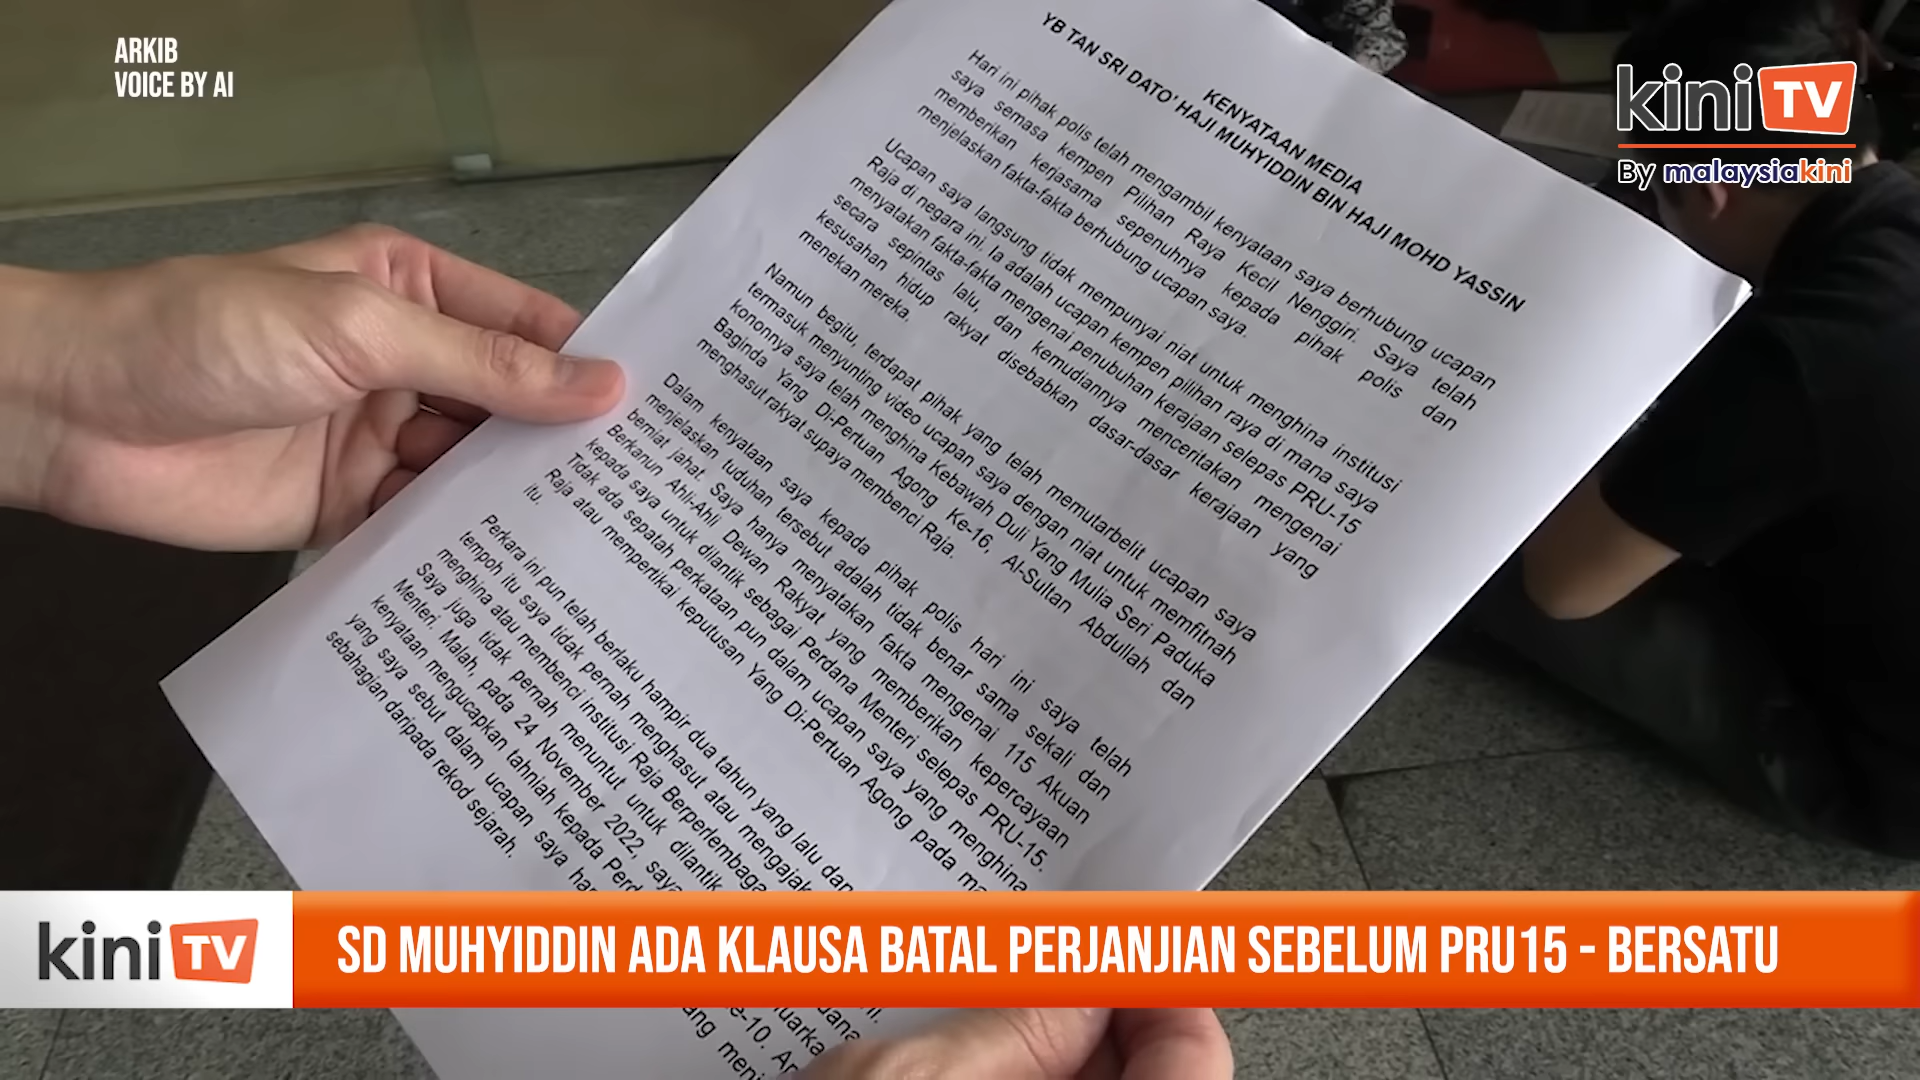 ARKIB
VOICE BY AI
kini TV
By malaysiakini
KENYATAAN MEDIA
YB TAN SRI DATO' HAJI MUHYIDDIN BIN HAJI MOHD YASSIN
Hari ini pihak polis telah mengambil kenyataan saya berhubung ucapan
saya semasa kempen Pilihan Raya Kecil Nenggiri. Saya telah
memberikan kerjasama sepenuhnya kepada pihak polis dan
menjelaskan fakta-fakta berhubung ucapan saya.
Ucapan saya langsung tidak mempunyai niat untuk menghina institusi
Raja di negara ini. Ia adalah ucapan kempen pilihan raya di mana saya
menyatakan fakta-fakta mengenai penubuhan kerajaan selepas PRU-15
secara sepintas lalu, dan kemudiannya menceritakan mengenai
kesusahan hidup rakyat disebabkan dasar-dasar kerajaan yang
menekan mereka.
Namun begitu, terdapat pihak yang telah memutarbelit ucapan saya
termasuk menyunting video ucapan saya dengan niat untuk memfitnah
kononnya saya telah menghina Kebawah Duli Yang Mulia Seri Paduka
Baginda Yang Di-Pertuan Agong Ke-16, Al-Sultan Abdullah dan
menghasut rakyat supaya membenci Raja.
Dalam kenyataan saya kepada pihak polis hari ini saya telah
menjelaskan tuduhan tersebut adalah tidak benar sama sekali dan
berniat jahat. Saya hanya menyatakan fakta mengenai 115 Akuan
Berkanun Ahli-Ahli Dewan Rakyat yang memberikan kepercayaan
kepada saya untuk dilantik sebagai Perdana Menteri selepas PRU-15.
Tidak ada sepatah perkataan pun dalam ucapan saya yang menghina
Raja atau mempertikai keputusan Yang Di-Pertuan Agong pada ma
itu.
Perkara ini pun telah berlaku hampir dua tahun yang lalu dan
tempoh itu saya tidak pernah menghasut atau mengajak
menghina atau membenci institusi Raja Berperlembaga
Saya juga tidak pernah menuntut untuk dilantik
Menteri. Malah, pada 24 November 2022, saya
kenyataan mengucapkan tahniah kepada Perd
yang saya sebut dalam ucapan saya har
sebahagian daripada rekod sejarah.
kini TV
SD MUHYIDDIN ADA KLAUSA BATAL PERJANJIAN SEBELUM PRU15 - BERSATU